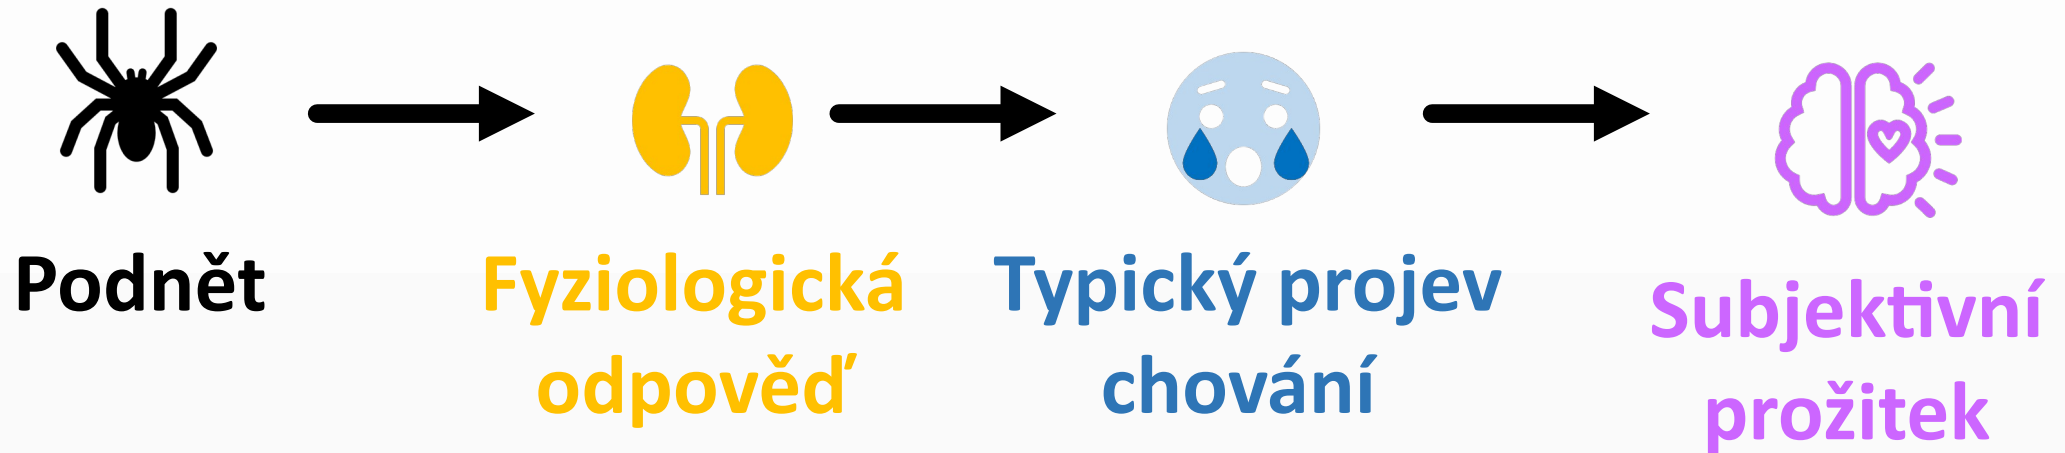 Podnět
Fyziologická
odpověď
Typický projev
chování
Subjektivní
prožitek